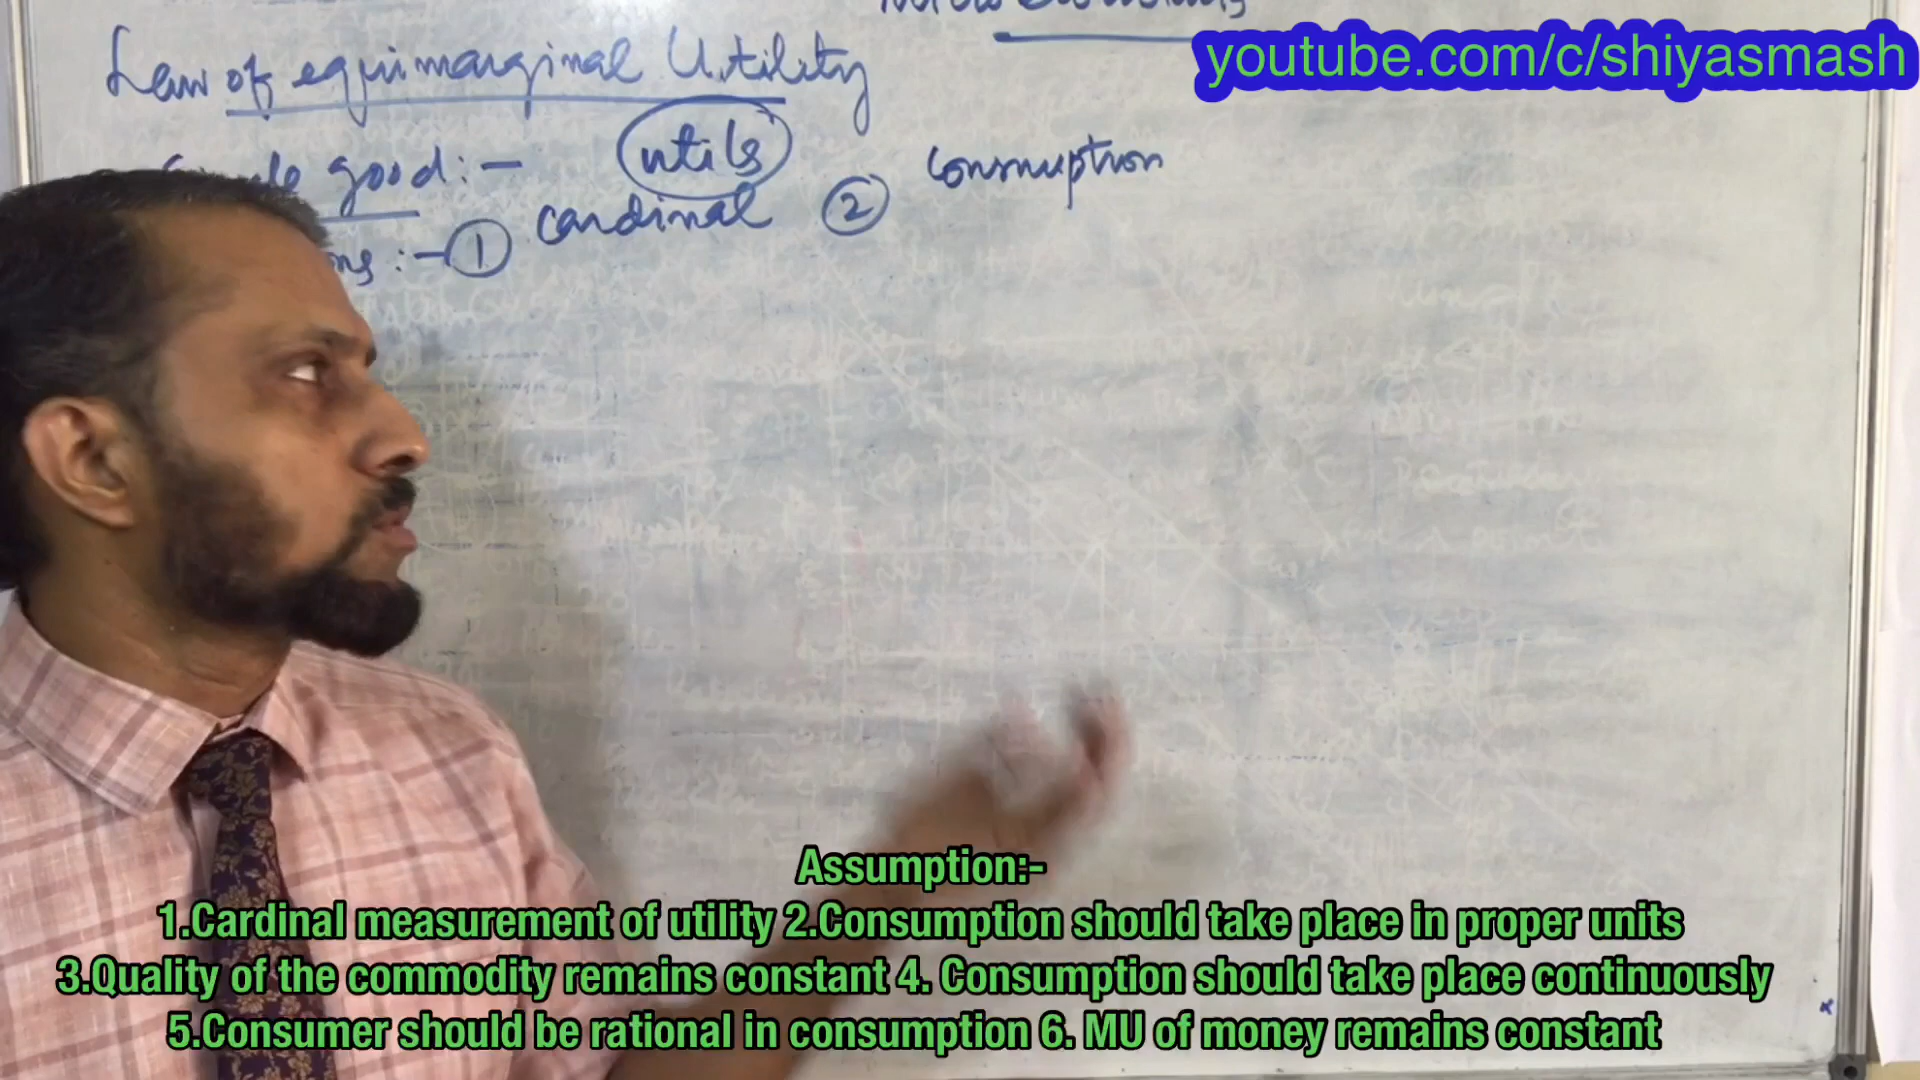 youtube.com/c/shiyasmash
Law of equimarginal Utility
good:-
utils
cardinal
② consumption
:-①
Assumption:-
1.Cardinal measurement of utility 2.Consumption should take place in proper units
3.Quality of the commodity remains constant 4. Consumption should take place continuously
5.Consumer should be rational in consumption 6. MU of money remains constant